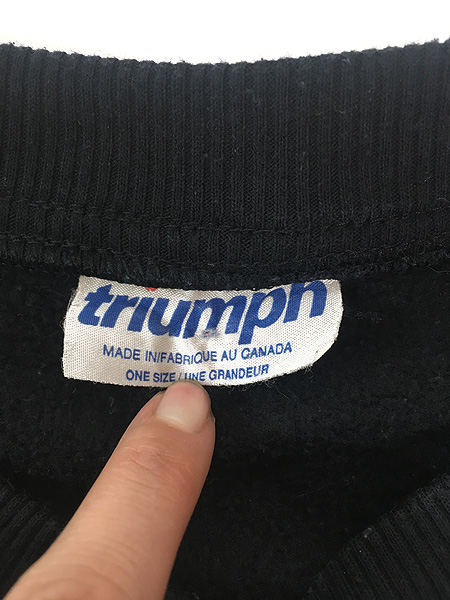 triumph
MADE IN/FABRIQUE AU CANADA
ONE SIZE/UNE GRANDEUR